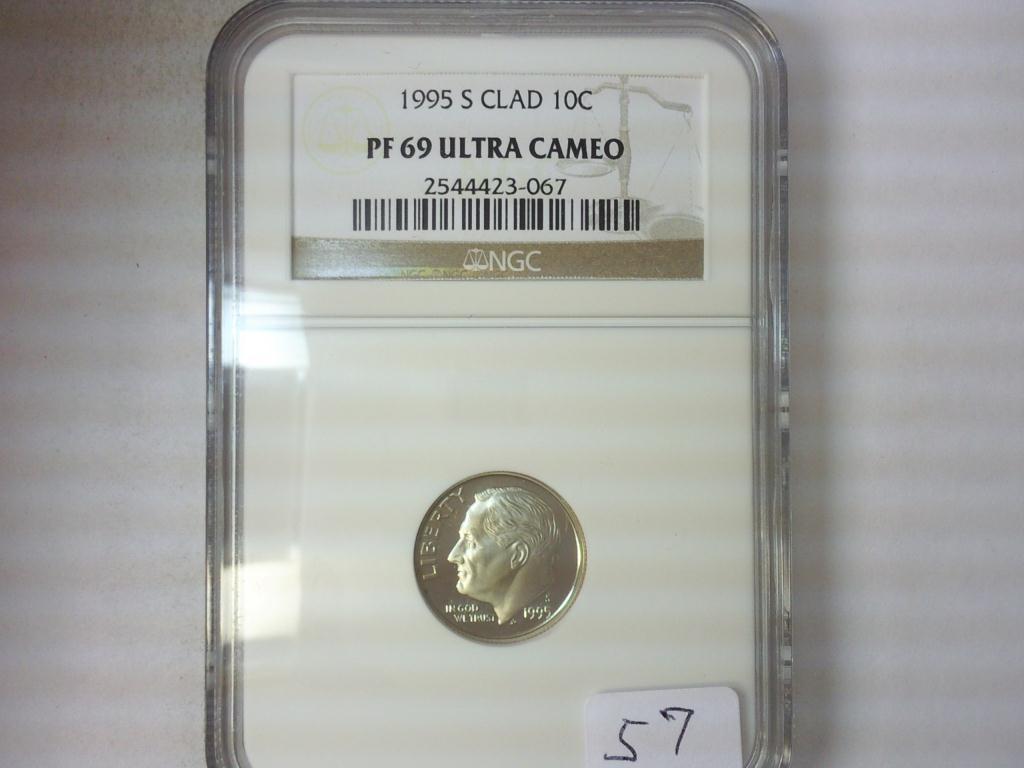 1995 S CLAD 10C
PF 69 ULTRA CAMEO
2544423-067
NGC
LIBERTY
IN GOD
WE TRUST
S
1995
57